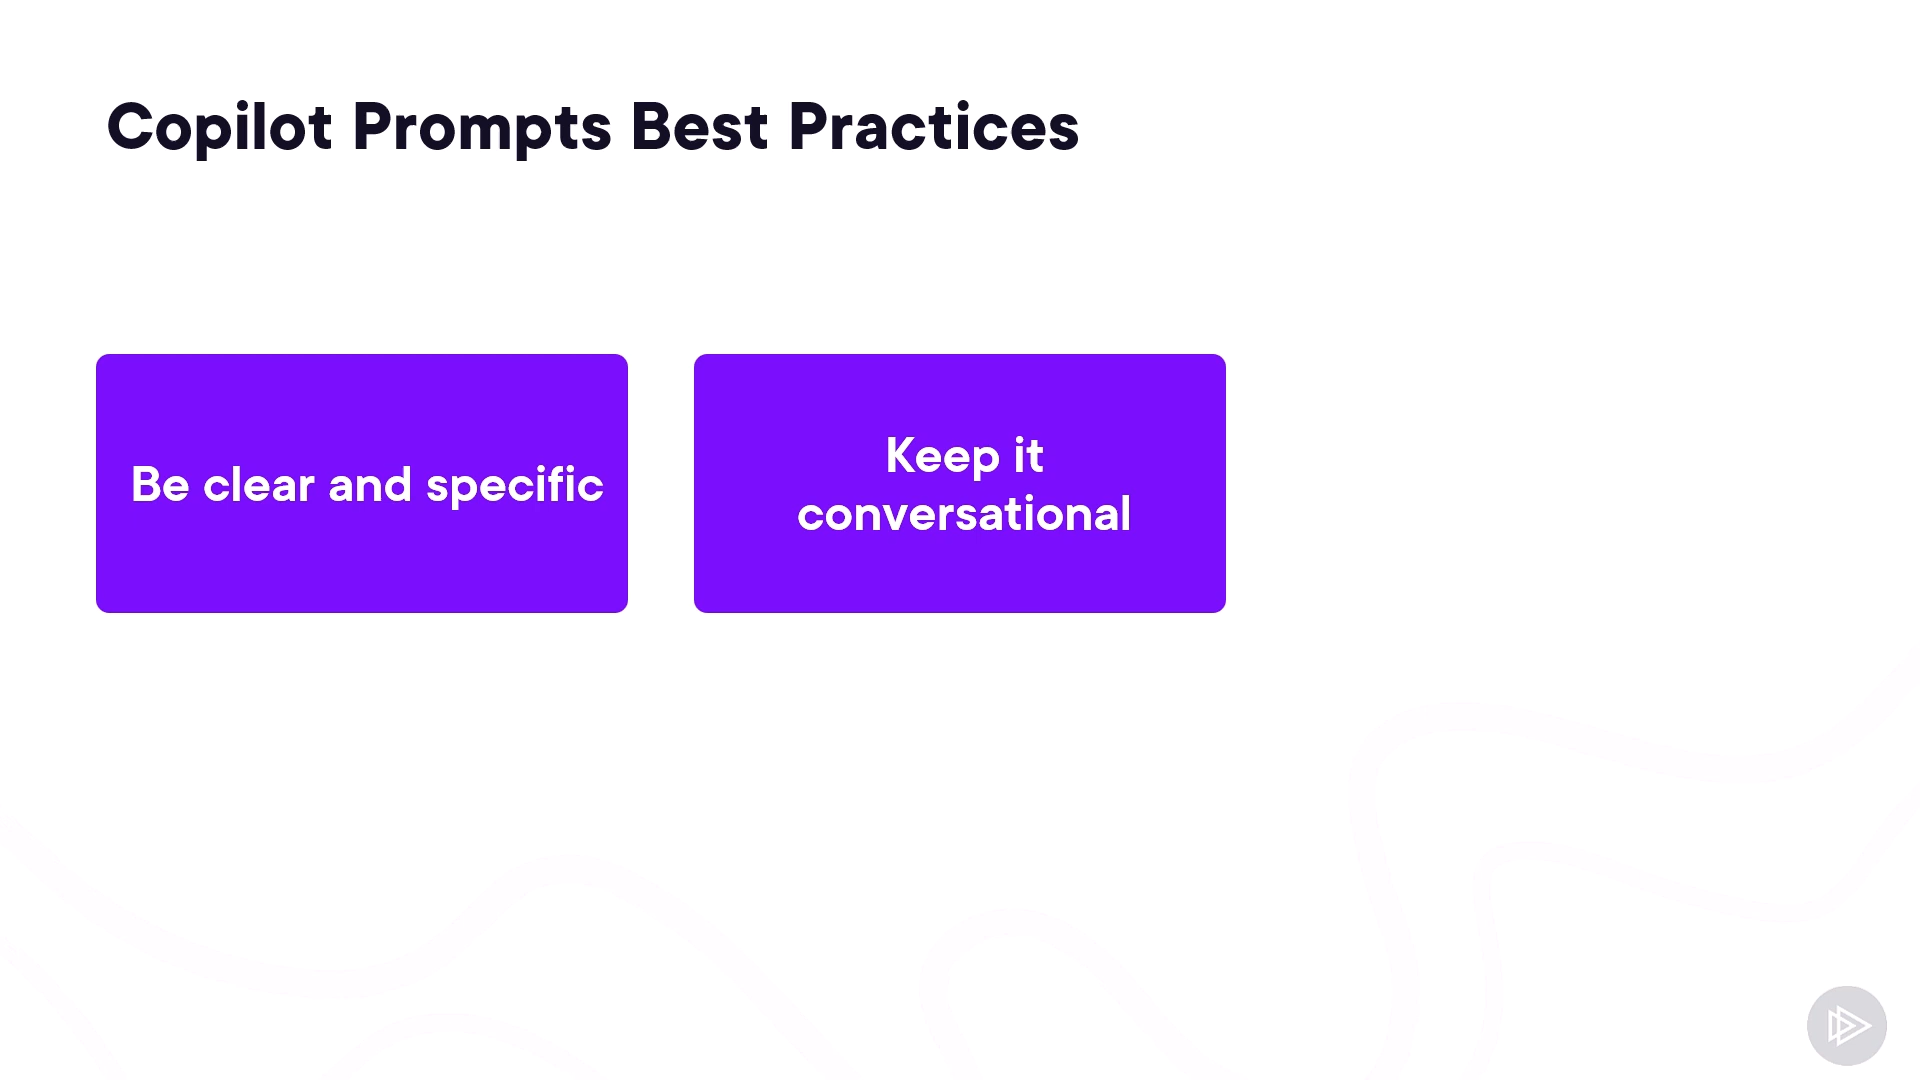 Copilot Prompts Best Practices
Be clear and specific
Keep it
conversational